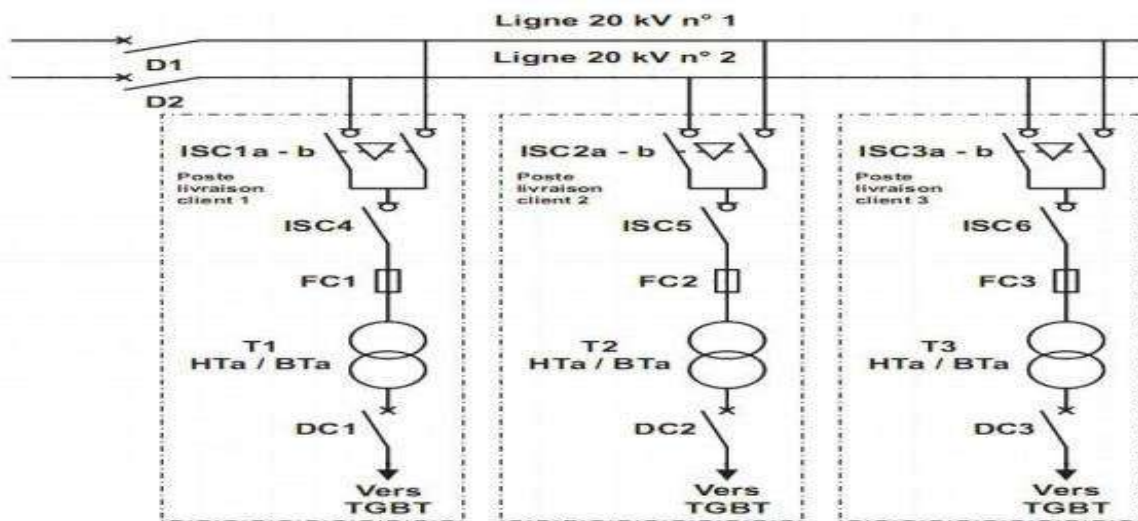 Ligne 20 kV n° 1
D1
Ligne 20 kV n° 2
D2
ISC1a - b
Poste
livraison
client 1
ISC4
FC1
T1
HTa / BTa
DC1
Vers
TGBT
ISC2a - b
Poste
livraison
client 2
ISC5
FC2
T2
HTa / BTa
DC2
Vers
TGBT
ISC3a - b
Poste
livraison
client 3
ISC6
FC3
T3
HTa / BTa
DC3
Vers
TGBT